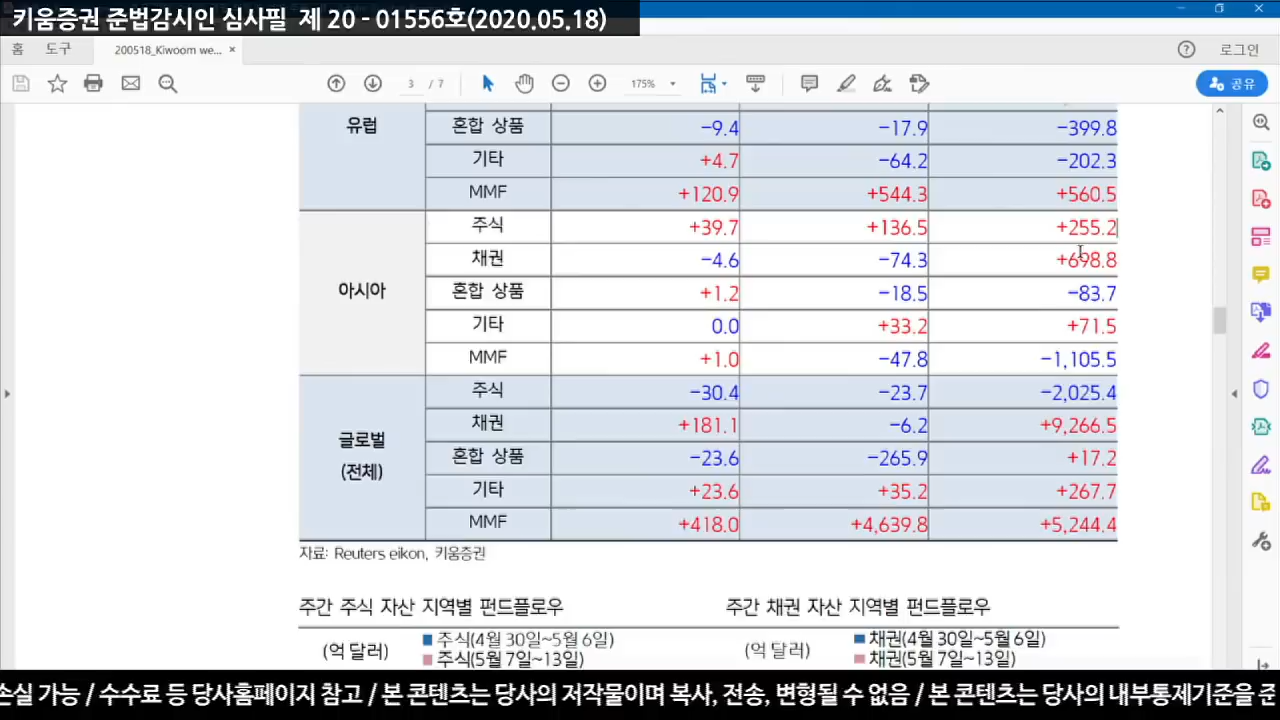 키움증권 준법감시인 심사필 제 20 - 01556호(2020.05.18)
홈 도구 200518_Kiwoom we... × 로그인
3 / 7 175% 공유
유럽 혼합 상품 -9.4 -17.9 -399.8
기타 +4.7 -64.2 -202.3
MMF +120.9 +544.3 +560.5
아시아 주식 +39.7 +136.5 +255.2
채권 -4.6 -74.3 +698.8
혼합 상품 +1.2 -18.5 -83.7
기타 0.0 +33.2 +71.5
MMF +1.0 -47.8 -1,105.5
글로벌 (전체) 주식 -30.4 -23.7 -2,025.4
채권 +181.1 -6.2 +9,266.5
혼합 상품 -23.6 -265.9 +17.2
기타 +23.6 +35.2 +267.7
MMF +418.0 +4,639.8 +5,244.4
자료: Reuters eikon, 키움증권
주간 주식 자산 지역별 펀드플로우 주간 채권 자산 지역별 펀드플로우
(억 달러) 주식(4월 30일~5월 6일) (억 달러) 채권(4월 30일~5월 6일)
주식(5월 7일~13일) 채권(5월 7일~13일)
손실 가능 / 수수료 등 당사홈페이지 참고 / 본 콘텐츠는 당사의 저작물이며 복사, 전송, 변형될 수 없음 / 본 콘텐츠는 당사의 내부통제기준을 준